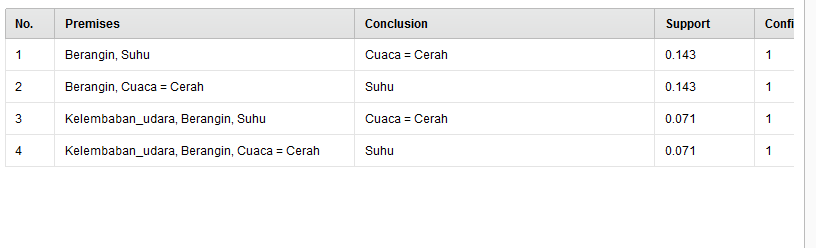 No. Premises Conclusion Support Confi
1 Berangin, Suhu Cuaca = Cerah 0.143 1
2 Berangin, Cuaca = Cerah Suhu 0.143 1
3 Kelembaban_udara, Berangin, Suhu Cuaca = Cerah 0.071 1
4 Kelembaban_udara, Berangin, Cuaca = Cerah Suhu 0.071 1